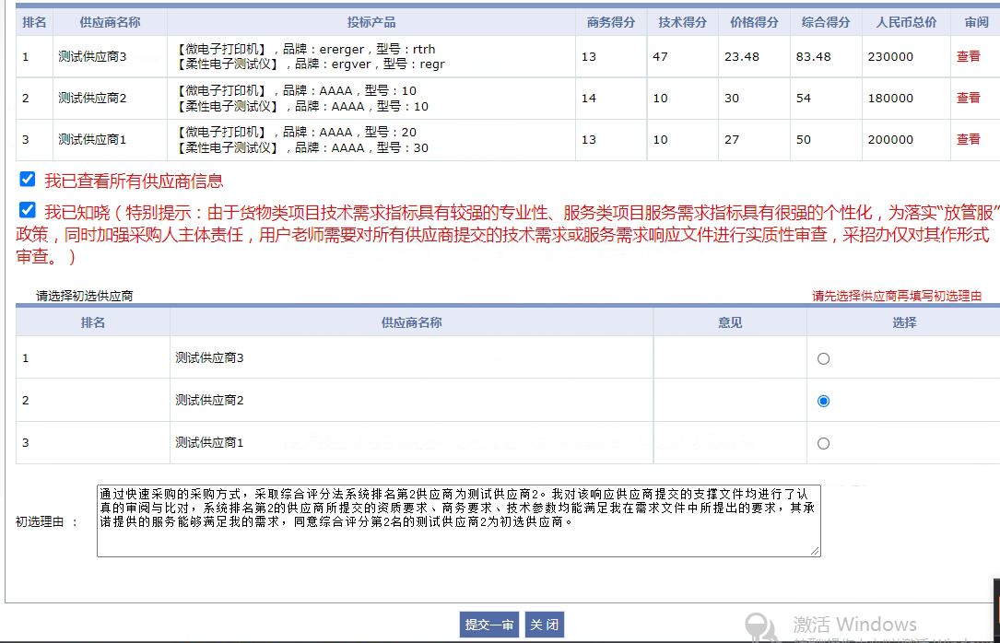 排名 供应商名称 投标产品 商务得分 技术得分 价格得分 综合得分 人民币总价 审阅
1 测试供应商3 【微电子打印机】，品牌：ererger，型号：rtrh 13 47 23.48 83.48 230000 查看
【柔性电子测试仪】，品牌：ergver，型号：regr
2 测试供应商2 【微电子打印机】，品牌：AAAA，型号：10 14 10 30 54 180000 查看
【柔性电子测试仪】，品牌：AAAA，型号：10
3 测试供应商1 【微电子打印机】，品牌：AAAA，型号：20 13 10 27 50 200000 查看
【柔性电子测试仪】，品牌：AAAA，型号：30
我已查看所有供应商信息
我已知晓（特别提示：由于货物类项目技术需求指标具有较强的专业性、服务类项目服务需求指标具有很强的个性化，为落实“放管服”
政策，同时加强采购人主体责任，用户老师需要对所有供应商提交的技术需求或服务需求响应文件进行实质性审查，采招办仅对其作形式
审查。）
请选择初选供应商 请先选择供应商再填写初选理由
排名 供应商名称 意见 选择
1 测试供应商3
2 测试供应商2
3 测试供应商1
初选理由：
通过快速采购的采购方式，采取综合评分法系统排名第2供应商为测试供应商2。我对该响应供应商提交的支撑文件均进行了认
真的审阅与比对，系统排名第2的供应商所提交的资质要求、商务要求、技术参数均能满足我在需求文件中所提出的要求，其承
诺提供的服务能够满足我的需求，同意综合评分第2名的测试供应商2为初选供应商。
提交一审 关 闭
激活 Windows